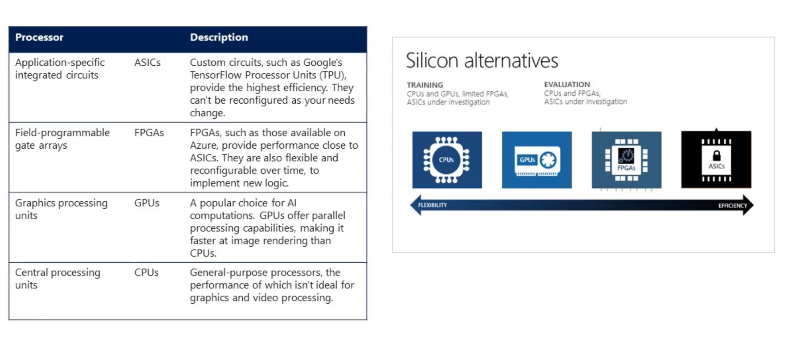 Processor Description
Application-specific ASICs Custom circuits, such as Google's
integrated circuits TensorFlow Processor Units (TPU),
provide the highest efficiency. They
can't be reconfigured as your needs
change.
Field-programmable FPGAs FPGAs, such as those available on
gate arrays Azure, provide performance close to
ASICs. They are also flexible and
reconfigurable over time, to
implement new logic.
Graphics processing GPUs A popular choice for AI
units computations. GPUs offer parallel
processing capabilities, making it
faster at image rendering than
CPUs.
Central processing CPUs General-purpose processors, the
units performance of which isn't ideal for
graphics and video processing.
Silicon alternatives
TRAINING
CPUs and GPUs, limited FPGAs,
ASICs under investigation
EVALUATION
CPUs and FPGAs,
ASICs under investigation
CPUs
GPUs
FPGAs
ASICS
FLEXIBILITY
EFFICIENCY